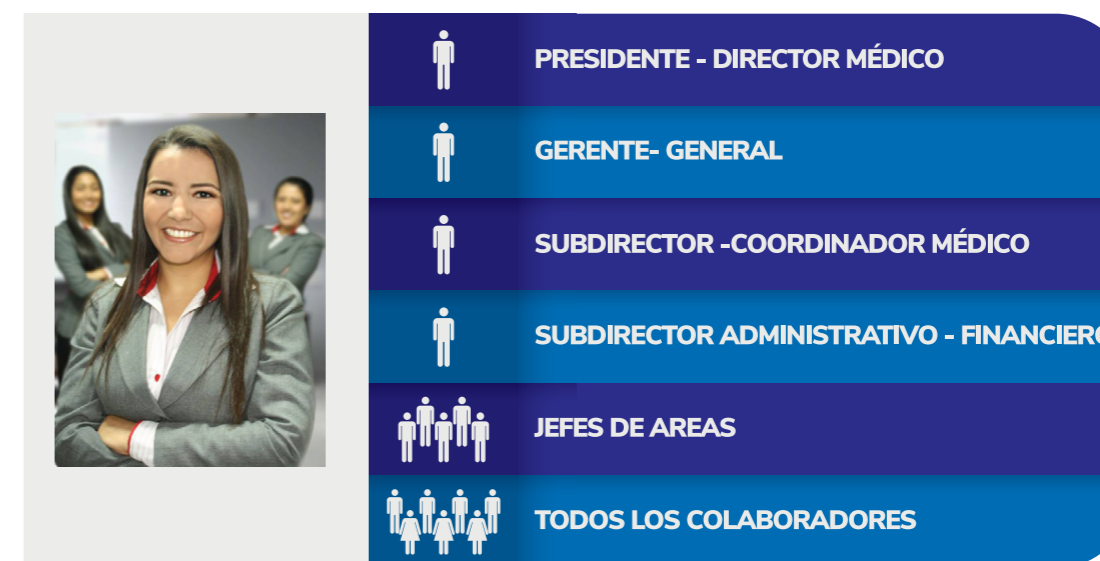 PRESIDENTE - DIRECTOR MÉDICO
GERENTE- GENERAL
SUBDIRECTOR -COORDINADOR MÉDICO
SUBDIRECTOR ADMINISTRATIVO - FINANCIERO
JEFES DE AREAS
TODOS LOS COLABORADORES